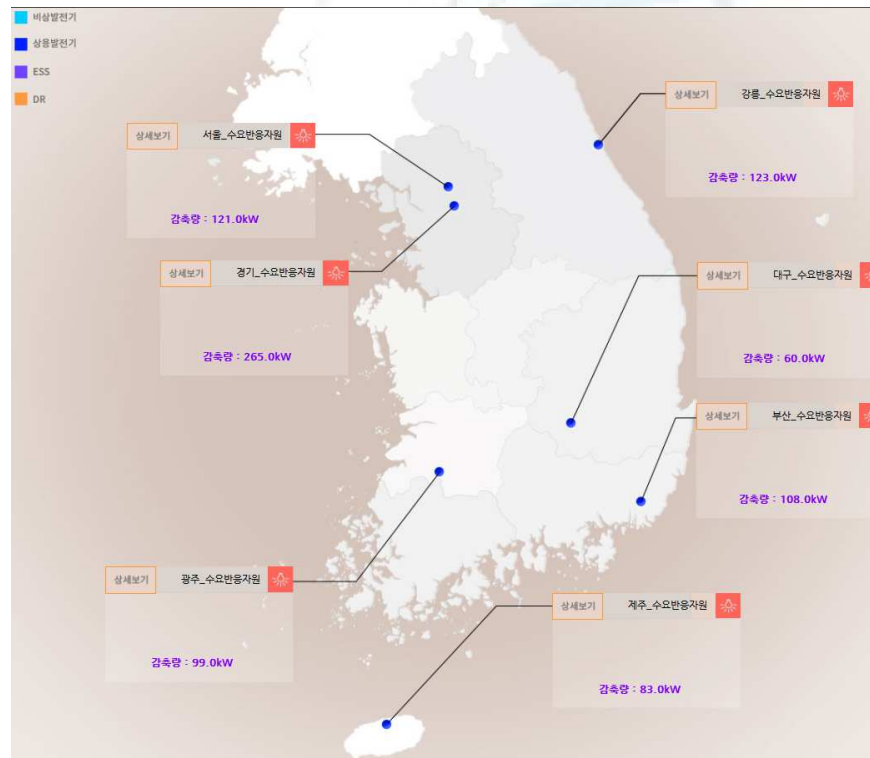 비상발전기
상용발전기
ESS
DR
상세보기 강릉_수요반응자원
감축량 : 123.0kW
상세보기 서울_수요반응자원
감축량 : 121.0kW
상세보기 경기_수요반응자원
감축량 : 265.0kW
상세보기 대구_수요반응자원
감축량 : 60.0kW
상세보기 부산_수요반응자원
감축량 : 108.0kW
상세보기 광주_수요반응자원
감축량 : 99.0kW
상세보기 제주_수요반응자원
감축량 : 83.0kW